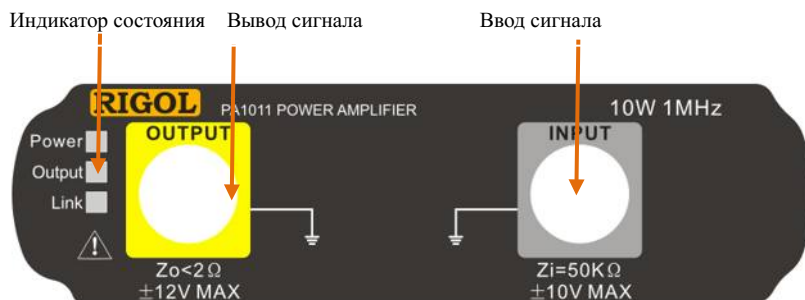 Индикатор состояния Вывод сигнала Ввод сигнала
RIGOL PA1011 POWER AMPLIFIER 10W 1MHz
Power OUTPUT INPUT
Output
Link
Zo<2Ω Zi=50KΩ
±12V MAX ±10V MAX